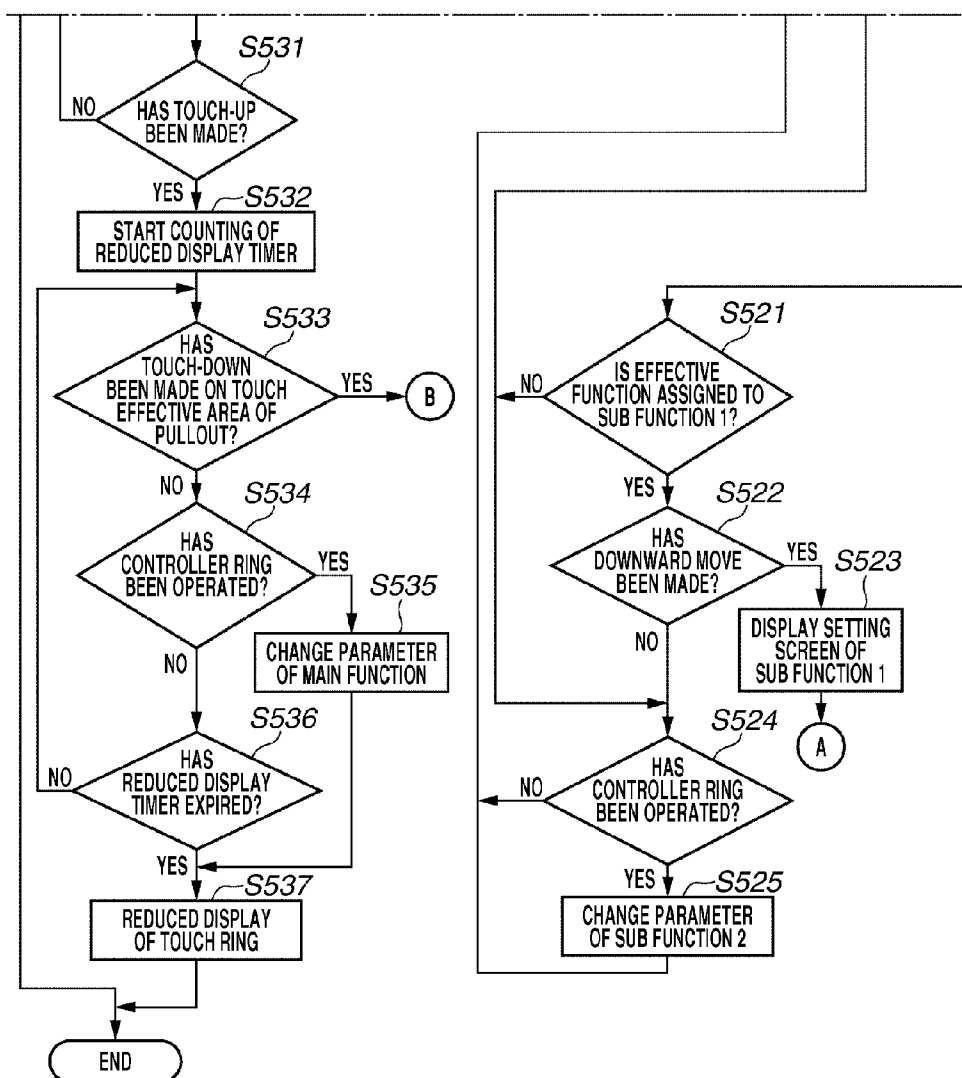 S531
HAS TOUCH-UP
BEEN MADE?
NO
YES
S532
START COUNTING OF
REDUCED DISPLAY TIMER
S533
HAS
TOUCH-DOWN
BEEN MADE ON TOUCH
EFFECTIVE AREA OF
PULLOUT?
YES
B
NO
S534
HAS
CONTROLLER RING
BEEN OPERATED?
YES
S535
CHANGE PARAMETER
OF MAIN FUNCTION
NO
S536
HAS
REDUCED DISPLAY
TIMER EXPIRED?
NO
YES
S537
REDUCED DISPLAY
OF TOUCH RING
END
S521
IS EFFECTIVE
FUNCTION ASSIGNED TO
SUB FUNCTION 1?
NO
YES
S522
HAS
DOWNWARD MOVE
BEEN MADE?
YES
S523
DISPLAY SETTING
SCREEN OF
SUB FUNCTION 1
A
NO
S524
HAS
CONTROLLER RING
BEEN OPERATED?
NO
YES
S525
CHANGE PARAMETER
OF SUB FUNCTION 2